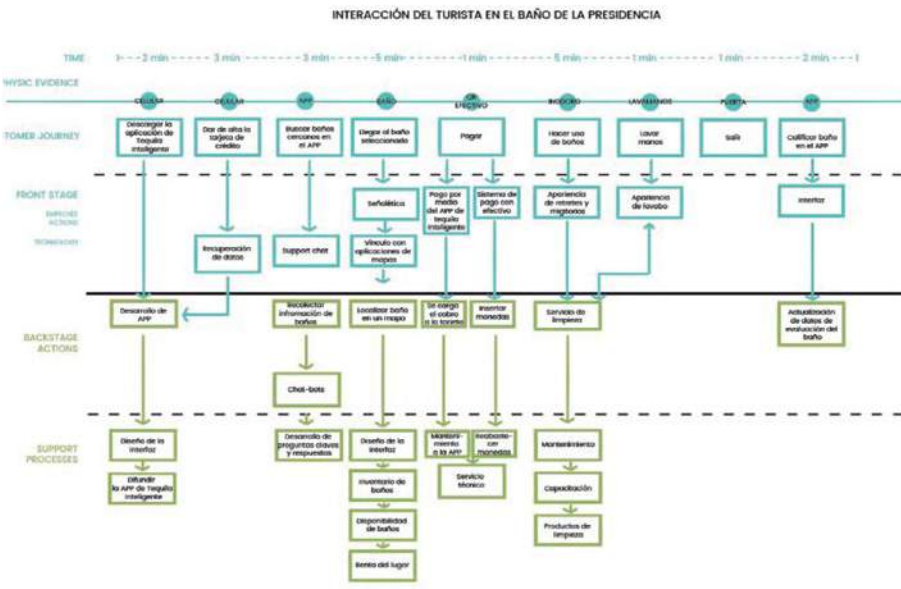 INTERACCIÓN DEL TURISTA EN EL BAÑO DE LA PRESIDENCIA
TIME
2 min
3 min
3 min
5 min
1 min
5 min
1 min
1 min
2 min
PHYSIC EVIDENCE
CELULAR
CELULAR
APP
BAÑO
EFECTIVO
INODORO
LAVAMANOS
PUERTA
APP
TOMER JOURNEY
Descargar la
aplicación de
Tequila
Inteligente
Dar de alta la
tarjeta de
crédito
Buscar baños
cercanos en
el APP
Llegar al baño
seleccionado
Pagar
Hacer uso
de baños
Lavar
manos
Salir
Calificar baño
en el APP
FRONT STAGE
EMPLOYEE
ACTIONS
TECHNOLOGY
Señalética
Pago por
medio
del APP de
Tequila
Inteligente
Sistema de
pago con
efectivo
Apariencia
de retretes y
migitorios
Apariencia
de lavabo
Interfaz
Recuperación
de datos
Support chat
Vínculo con
aplicaciones de
mapas
BACKSTAGE
ACTIONS
Desarrollo de
APP
Recolectar
información de
baños
Localizar baño
en un mapa
Se carga
el cobro
a la tarjeta
Insertar
monedas
Servicio de
limpieza
Actualización
de datos de
evaluación del
baño
Chat-bots
SUPPORT
PROCESSES
Diseño de la
interfaz
Desarrollo de
preguntas claves
y respuestas
Diseño de la
interfaz
Manteni-
miento
a la APP
Reabaste-
cer
monedas
Mantenimiento
Difundir
la APP de Tequila
Inteligente
Inventario de
baños
Servicio
técnico
Capacitación
Disponibilidad
de baños
Productos de
limpieza
Renta del lugar